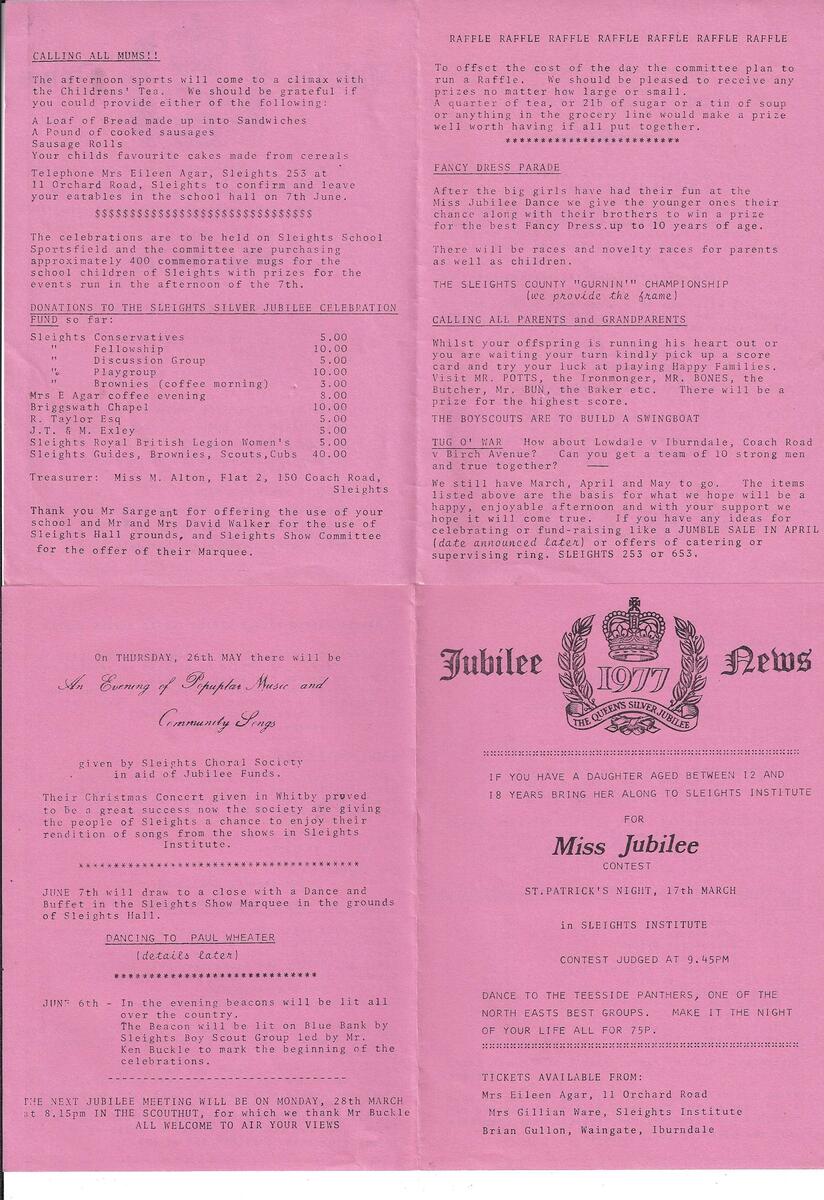 CALLING ALL MUMS!!
The afternoon sports will come to a climax with
the Childrens' Tea. We should be grateful if
you could provide either of the following:
A Loaf of Bread made up into Sandwiches
A Pound of cooked sausages
Sausage Rolls
Your childs favourite cakes made from cereals
Telephone Mrs Eileen Agar, Sleights 253 at
11 Orchard Road, Sleights to confirm and leave
your eatables in the school hall on 7th June.
$$$$$$$$$$$$$$$$$$$$$$$$$$$$$$$
The celebrations are to be held on Sleights School
Sportsfield and the committee are purchasing
approximately 400 commemorative mugs for the
school children of Sleights with prizes for the
events run in the afternoon of the 7th.
DONATIONS TO THE SLEIGHTS SILVER JUBILEE CELEBRATION
FUND so far:
Sleights Conservatives 5.00
" Fellowship 10.00
" Discussion Group 5.00
" Playgroup 10.00
" Brownies (coffee morning) 3.00
Mrs E Agar coffee evening 8.00
Briggswath Chapel 10.00
R. Taylor Esq 5.00
J.T. & M. Exley 5.00
Sleights Royal British Legion Women's 5.00
Sleights Guides, Brownies, Scouts,Cubs 40.00
Treasurer: Miss M. Alton, Flat 2, 150 Coach Road,
Sleights
Thank you Mr Sargeant for offering the use of your
school and Mr and Mrs David Walker for the use of
Sleights Hall grounds, and Sleights Show Committee
for the offer of their Marquee.
RAFFLE RAFFLE RAFFLE RAFFLE RAFFLE RAFFLE RAFFLE
To offset the cost of the day the committee plan to
run a Raffle. We should be pleased to receive any
prizes no matter how large or small.
A quarter of tea, or 2lb of sugar or a tin of soup
or anything in the grocery line would make a prize
well worth having if all put together.
*************************
FANCY DRESS PARADE
After the big girls have had their fun at the
Miss Jubilee Dance we give the younger ones their
chance along with their brothers to win a prize
for the best Fancy Dress.up to 10 years of age.
There will be races and novelty races for parents
as well as children.
THE SLEIGHTS COUNTY "GURNIN'" CHAMPIONSHIP
(we provide the frame)
CALLING ALL PARENTS and GRANDPARENTS
Whilst your offspring is running his heart out or
you are waiting your turn kindly pick up a score
card and try your luck at playing Happy Families.
Visit MR. POTTS, the Ironmonger, MR. BONES, the
Butcher, Mr. BUN, the Baker etc. There will be a
prize for the highest score.
THE BOYSCOUTS ARE TO BUILD A SWINGBOAT
TUG O' WAR How about Lowdale v Iburndale, Coach Road
v Birch Avenue? Can you get a team of 10 strong men
and true together?
We still have March, April and May to go. The items
listed above are the basis for what we hope will be a
happy, enjoyable afternoon and with your support we
hope it will come true. If you have any ideas for
celebrating or fund-raising like a JUMBLE SALE IN APRIL
(date announced later) or offers of catering or
supervising ring. SLEIGHTS 253 or 653.
On THURSDAY, 26th MAY there will be
An Evening of Popuplar Music and
Community Songs
given by Sleights Choral Society
in aid of Jubilee Funds.
Their Christmas Concert given in Whitby proved
to be a great success now the society are giving
the people of Sleights a chance to enjoy their
rendition of songs from the shows in Sleights
Institute.
****************************************
JUNE 7th will draw to a close with a Dance and
Buffet in the Sleights Show Marquee in the grounds
of Sleights Hall.
DANCING TO PAUL WHEATER
(details later)
*****************************
JUNE 6th - In the evening beacons will be lit all
over the country.
The Beacon will be lit on Blue Bank by
Sleights Boy Scout Group led by Mr.
Ken Buckle to mark the beginning of the
celebrations.
----------------------------------
THE NEXT JUBILEE MEETING WILL BE ON MONDAY, 28th MARCH
at 8.15pm IN THE SCOUTHUT, for which we thank Mr Buckle
ALL WELCOME TO AIR YOUR VIEWS
Jubilee News
1977
THE QUEEN'S SILVER JUBILEE
IF YOU HAVE A DAUGHTER AGED BETWEEN 12 AND
18 YEARS BRING HER ALONG TO SLEIGHTS INSTITUTE
FOR
Miss Jubilee
CONTEST
ST.PATRICK'S NIGHT, 17th MARCH
in SLEIGHTS INSTITUTE
CONTEST JUDGED AT 9.45PM
DANCE TO THE TEESSIDE PANTHERS, ONE OF THE
NORTH EASTS BEST GROUPS. MAKE IT THE NIGHT
OF YOUR LIFE ALL FOR 75P.
TICKETS AVAILABLE FROM:
Mrs Eileen Agar, 11 Orchard Road
Mrs Gillian Ware, Sleights Institute
Brian Gullon, Waingate, Iburndale